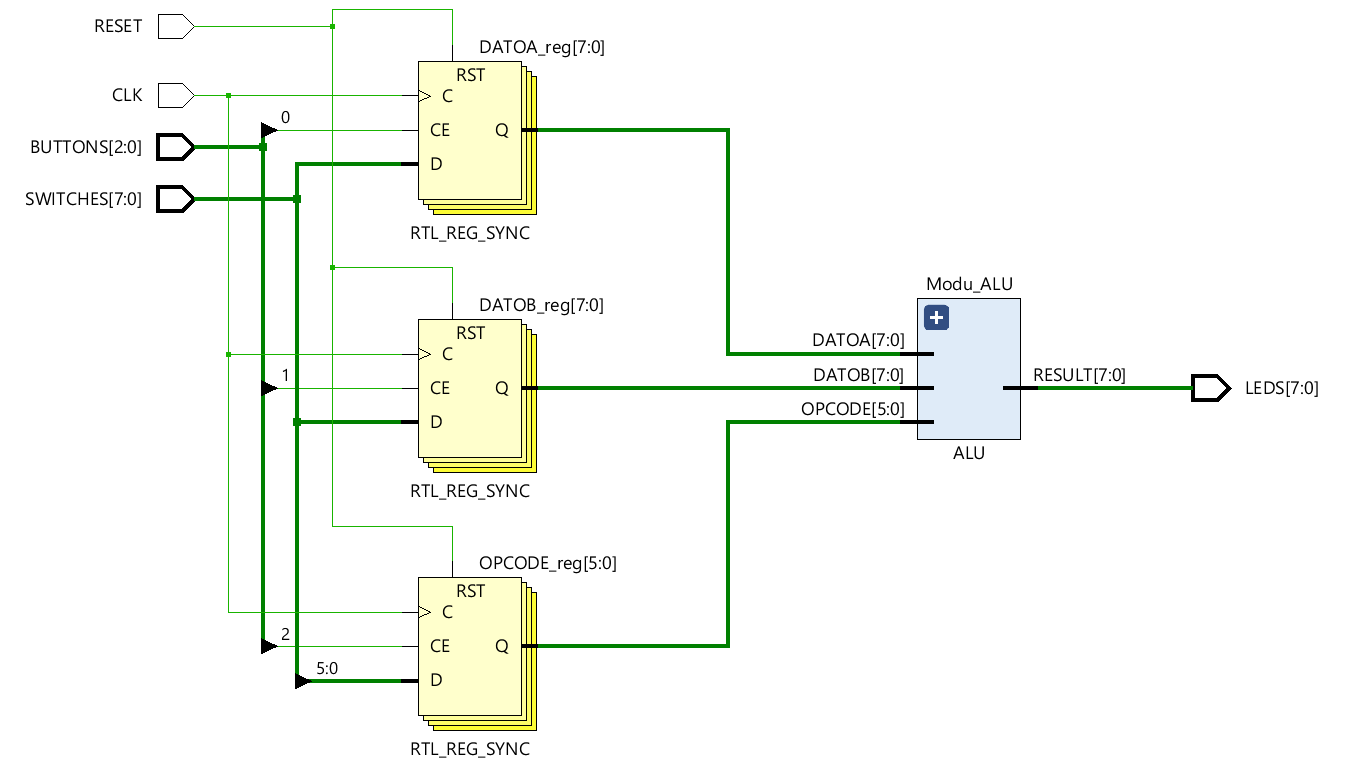 RESET
CLK
BUTTONS[2:0]
SWITCHES[7:0]
0
DATOA_reg[7:0]
RST
C
CE
Q
D
RTL_REG_SYNC
1
DATOB_reg[7:0]
RST
C
CE
Q
D
RTL_REG_SYNC
2
5:0
OPCODE_reg[5:0]
RST
C
CE
Q
D
RTL_REG_SYNC
Modu_ALU
DATOA[7:0]
DATOB[7:0]
OPCODE[5:0]
RESULT[7:0]
ALU
LEDS[7:0]